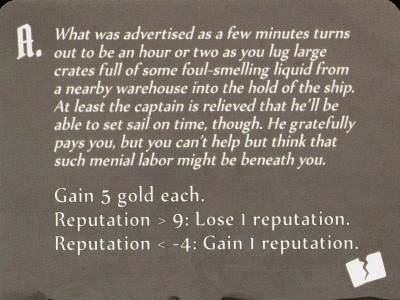 A. What was advertised as a few minutes turns
out to be an hour or two as you lug large
crates full of some foul-smelling liquid from
a nearby warehouse into the hold of the ship.
At least the captain is relieved that he'll be
able to set sail on time, though. He gratefully
pays you, but you can't help but think that
such menial labor might be beneath you.
Gain 5 gold each.
Reputation > 9: Lose 1 reputation.
Reputation < -4: Gain 1 reputation.